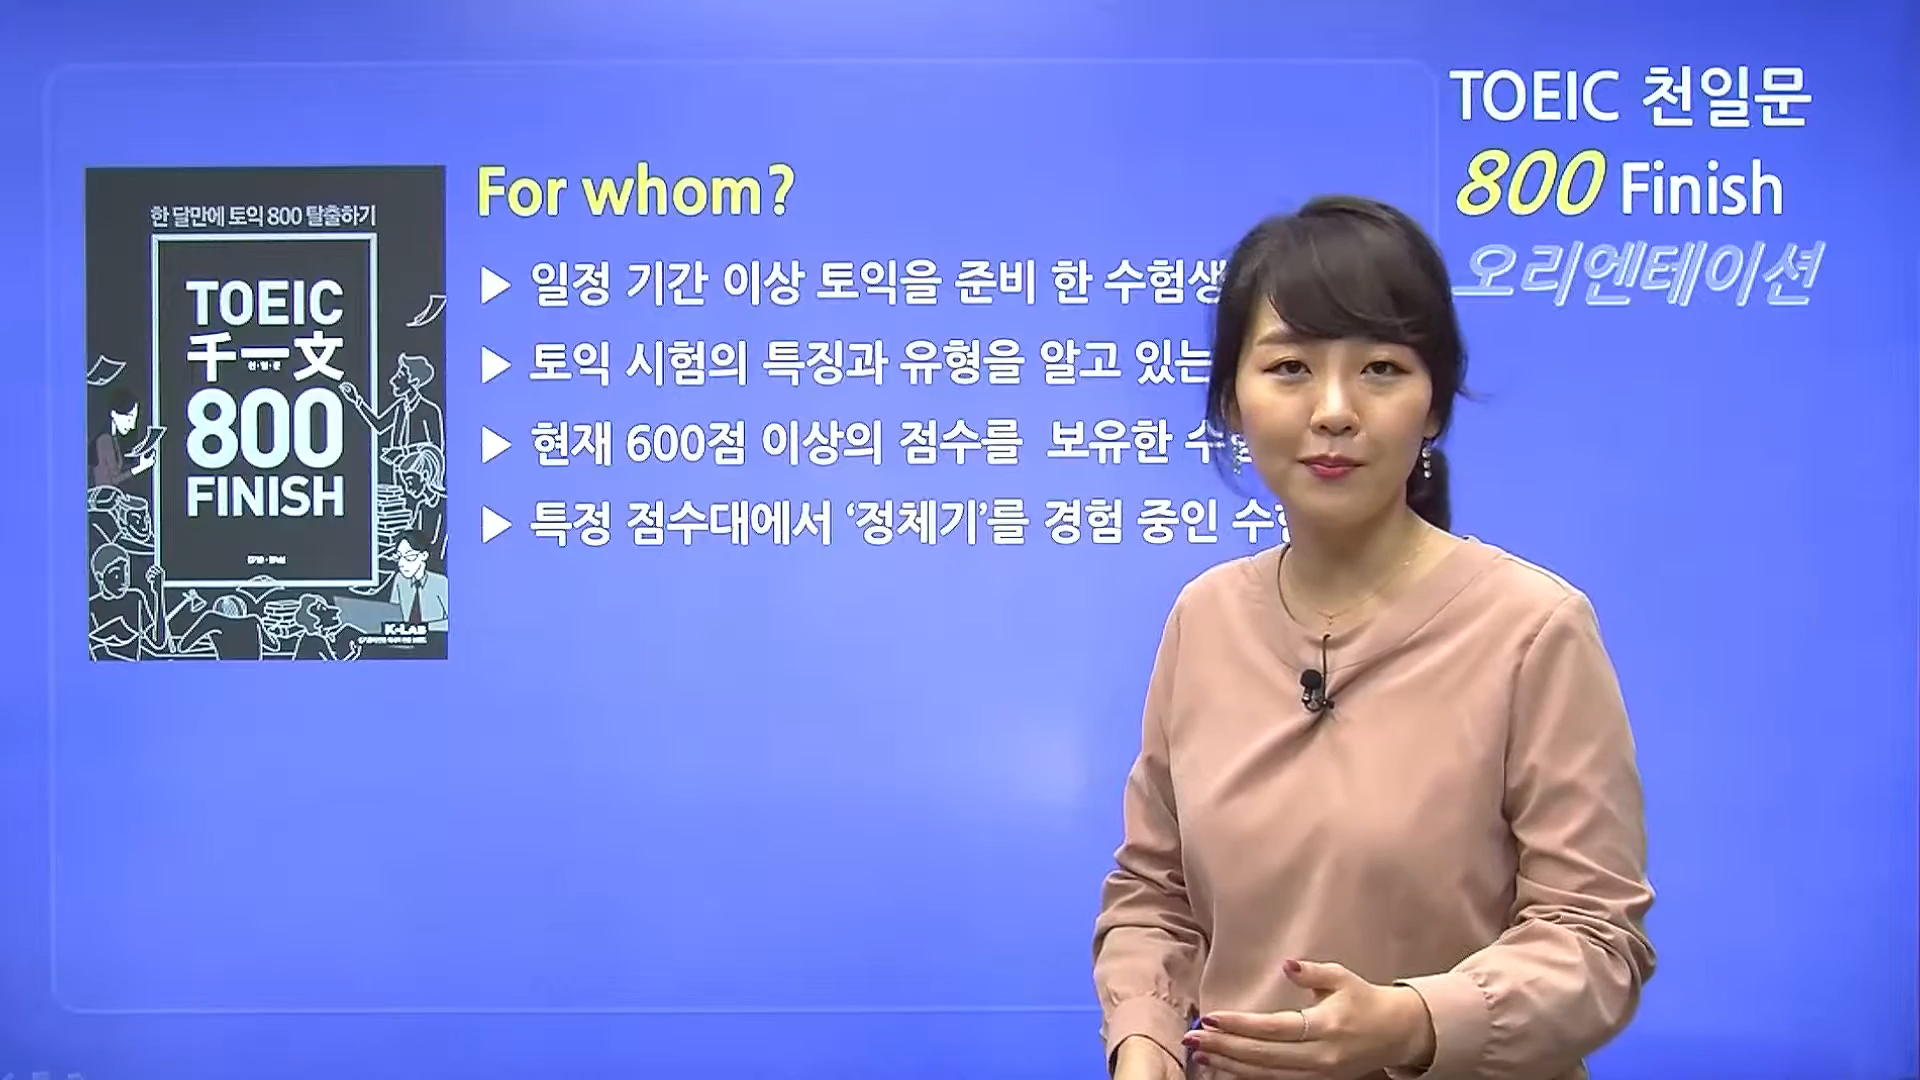 TOEIC 천일문
800 Finish
오리엔테이션
For whom?
▶ 일정 기간 이상 토익을 준비 한 수험생
▶ 토익 시험의 특징과 유형을 알고 있는
▶ 현재 600점 이상의 점수를 보유한
▶ 특정 점수대에서 ‘정체기’를 경험 중인
한 달만에 토익 800 탈출하기
TOEIC
千一文
천·일·문
800
FINISH
K-LAB